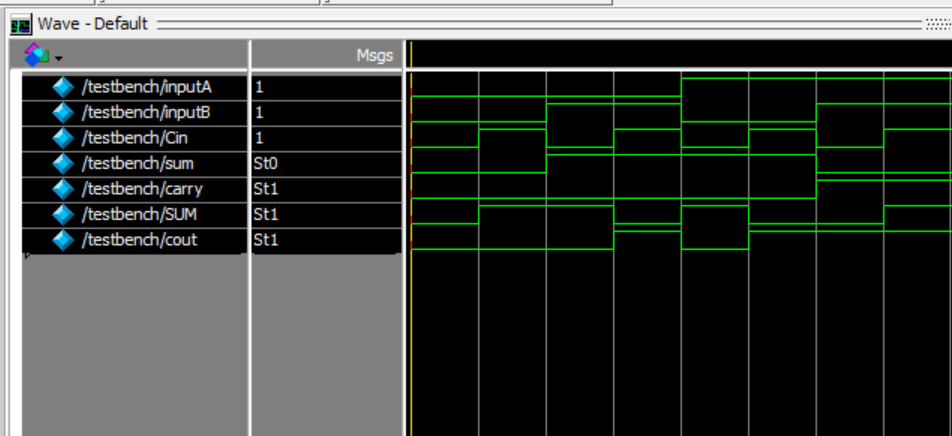 Wave - Default
Msgs
/testbench/inputA 1
/testbench/inputB 1
/testbench/Cin 1
/testbench/sum St0
/testbench/carry St1
/testbench/SUM St1
/testbench/cout St1